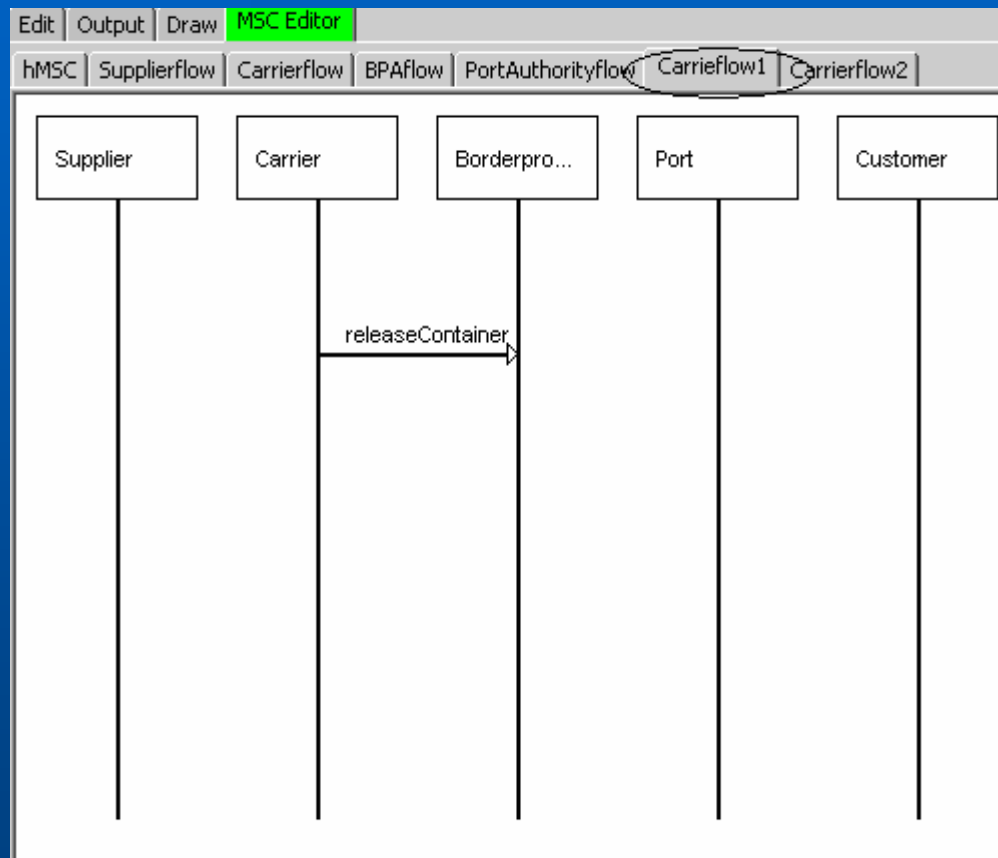 Edit Output Draw MSC Editor
hMSC Supplierflow Carrierflow BPAflow PortAuthorityflow Carrieflow1 Carrierflow2
Supplier Carrier Borderpro... Port Customer
releaseContainer